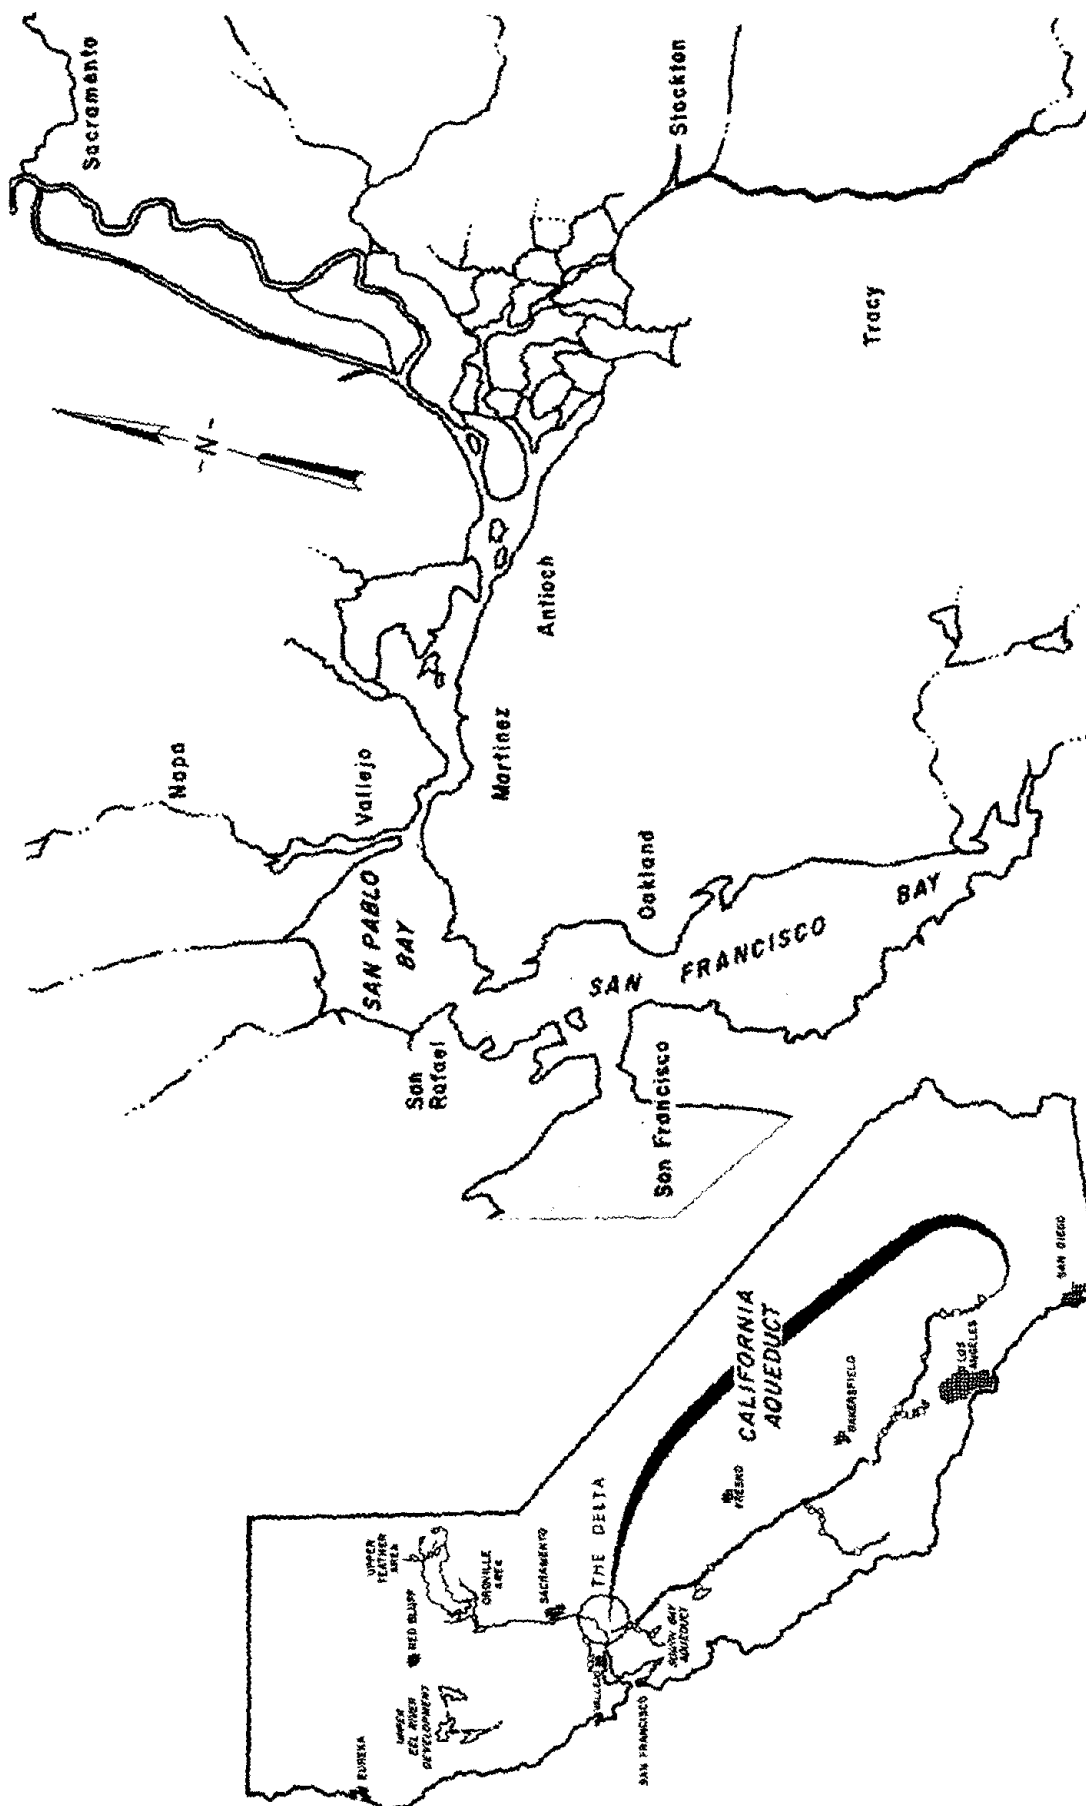 Sacramento
Stockton
Tracy
-N-
Antioch
Napa
Vallejo
Martinez
SAN PABLO
BAY
Oakland
SAN FRANCISCO BAY
San
Rafael
San Francisco
CALIFORNIA
AQUEDUCT
THE DELTA
UPPER
FEATHER
AREA
OROVILLE
AREA
RED BLUFF
SACRAMENTO
UPPER
EEL RIVER
DEVELOPMENT
EUREKA
VALLEJO
SAN FRANCISCO
SOUTH BAY
AQUEDUCT
FRESNO
BAKERSFIELD
LOS
ANGELES
SAN DIEGO